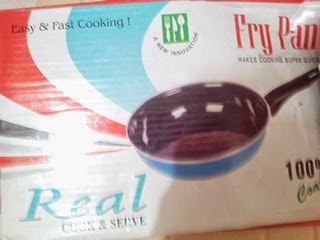 Easy & Fast Cooking !
A NEW INNOVATION
Fry Pan
MAKES COOKING SUPER QUICK
100%
Real
COOK & SERVE